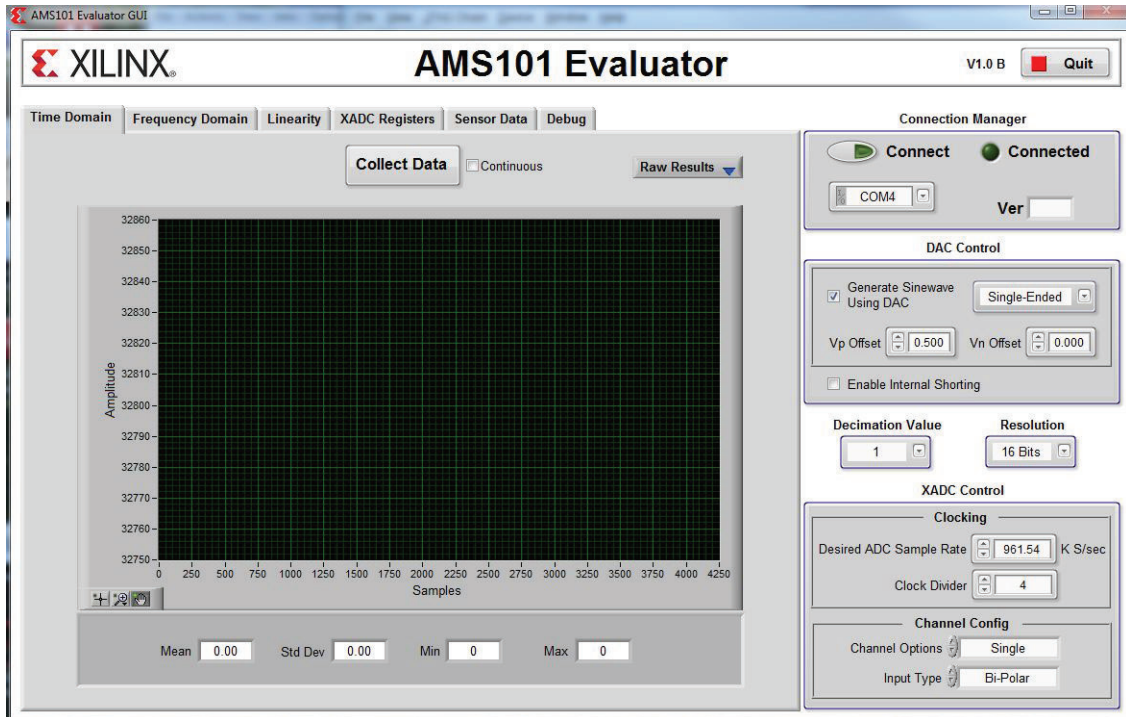 AMS101 Evaluator GUI
XILINX®
AMS101 Evaluator
V1.0 B
Quit
Time Domain
Frequency Domain
Linearity
XADC Registers
Sensor Data
Debug
Collect Data
Continuous
Raw Results
Amplitude
32860
32850
32840
32830
32820
32810
32800
32790
32780
32770
32760
32750
0 250 500 750 1000 1250 1500 1750 2000 2250 2500 2750 3000 3250 3500 3750 4000 4250
Samples
Mean 0.00 Std Dev 0.00 Min 0 Max 0
Connection Manager
Connect
Connected
COM4
Ver
DAC Control
Generate Sinewave
Using DAC
Single-Ended
Vp Offset 0.500 Vn Offset 0.000
Enable Internal Shorting
Decimation Value
1
Resolution
16 Bits
XADC Control
Clocking
Desired ADC Sample Rate 961.54 K S/sec
Clock Divider 4
Channel Config
Channel Options Single
Input Type Bi-Polar